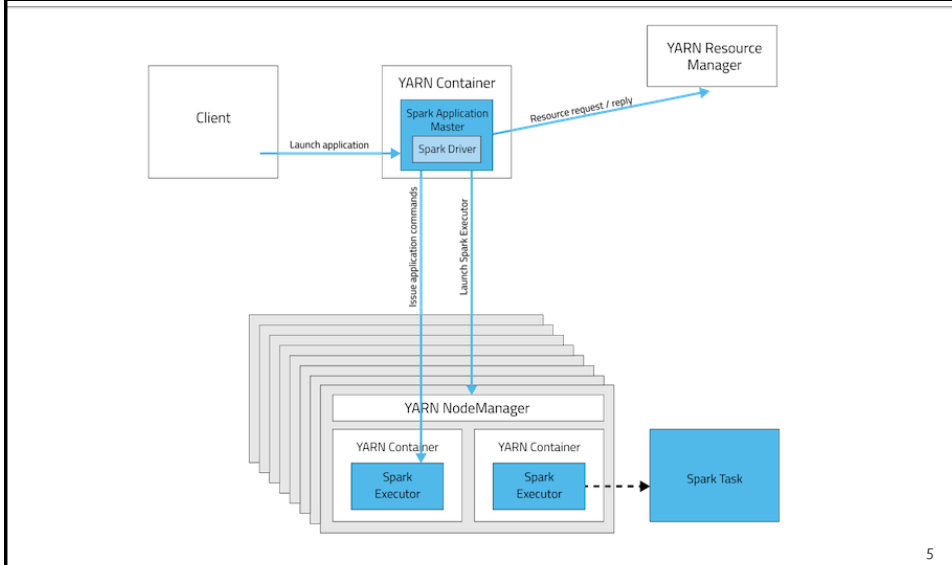 YARN Resource
Manager
Client
YARN Container
Spark Application
Master
Spark Driver
Launch application
Resource request / reply
Issue application commands
Launch Spark Executor
YARN NodeManager
YARN Container
Spark
Executor
YARN Container
Spark
Executor
Spark Task
5